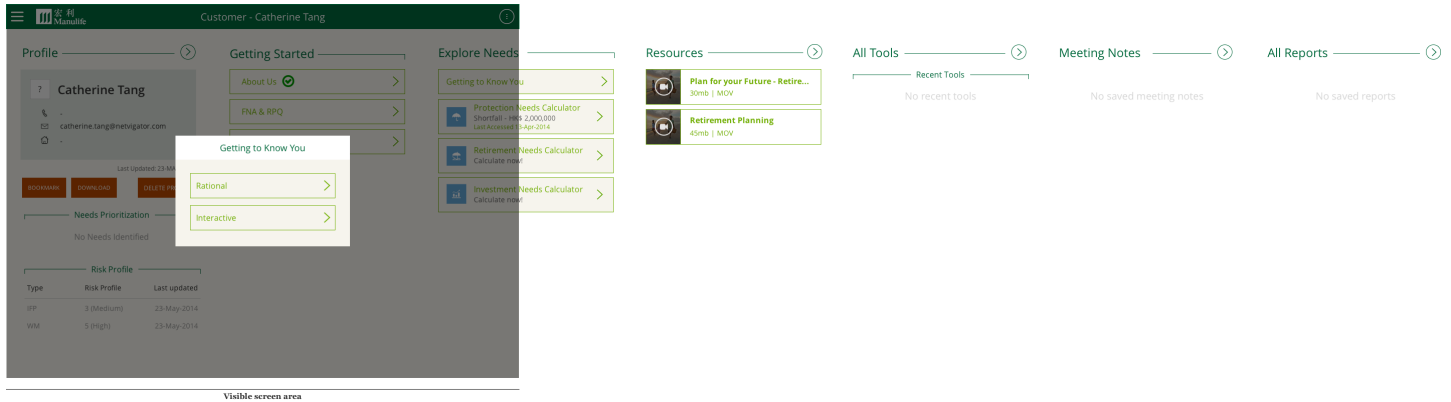 宏利
Manulife
Customer - Catherine Tang
Profile
?
Catherine Tang
-
catherine.tang@netvigator.com
-
Last Updated: 23-MA
BOOKMARK
DOWNLOAD
DELETE PR
Needs Prioritization
No Needs Identified
Risk Profile
Type Risk Profile Last updated
IFP 3 (Medium) 23-May-2014
WM 5 (High) 23-May-2014
Getting Started
About Us
FNA & RPQ
Getting to Know You
Rational
Interactive
Explore Needs
Getting to Know You
Protection Needs Calculator
Shortfall - HK$ 2,000,000
Last Accessed 03-Apr-2014
Retirement Needs Calculator
Calculate now!
Investment Needs Calculator
Calculate now!
Resources
Plan for your Future - Retire...
30mb | MOV
Retirement Planning
45mb | MOV
All Tools
Recent Tools
No recent tools
Meeting Notes
No saved meeting notes
All Reports
No saved reports
Visible screen area